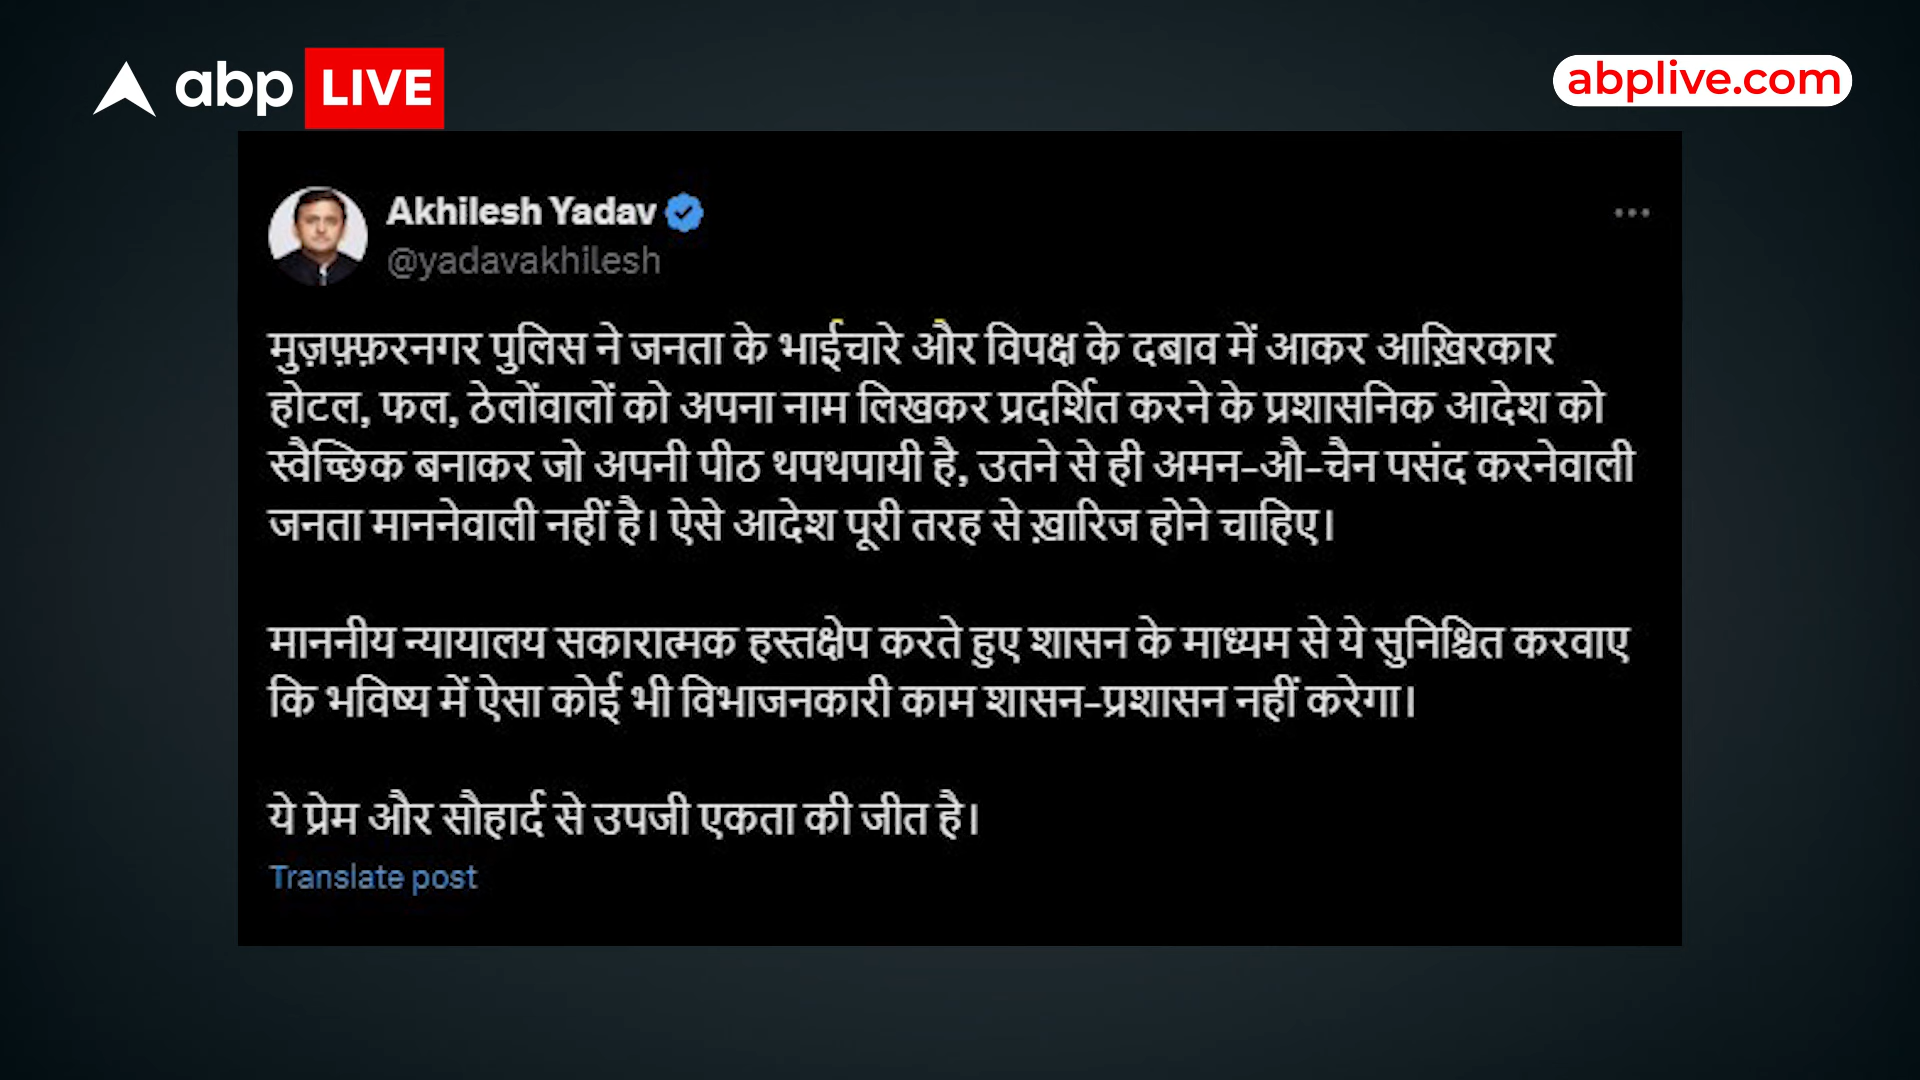 abp LIVE
abplive.com
Akhilesh Yadav
@yadavakhilesh
मुज़फ़्फ़रनगर पुलिस ने जनता के भाईचारे और विपक्ष के दबाव में आकर आख़िरकार
होटल, फल, ठेलोंवालों को अपना नाम लिखकर प्रदर्शित करने के प्रशासनिक आदेश को
स्वैच्छिक बनाकर जो अपनी पीठ थपथपायी है, उतने से ही अमन-औ-चैन पसंद करनेवाली
जनता माननेवाली नहीं है। ऐसे आदेश पूरी तरह से ख़ारिज होने चाहिए।
माननीय न्यायालय सकारात्मक हस्तक्षेप करते हुए शासन के माध्यम से ये सुनिश्चित करवाए
कि भविष्य में ऐसा कोई भी विभाजनकारी काम शासन-प्रशासन नहीं करेगा।
ये प्रेम और सौहार्द से उपजी एकता की जीत है।
Translate post